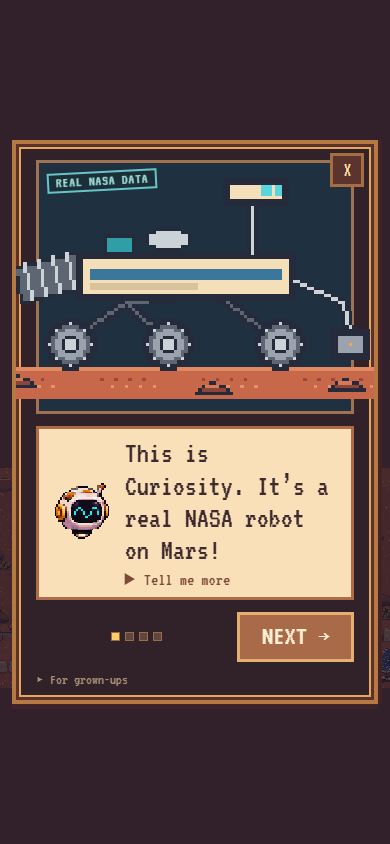 REAL NASA DATA
X
This is
Curiosity. It's a
real NASA robot
on Mars!
▶ Tell me more
NEXT →
▶ For grown-ups